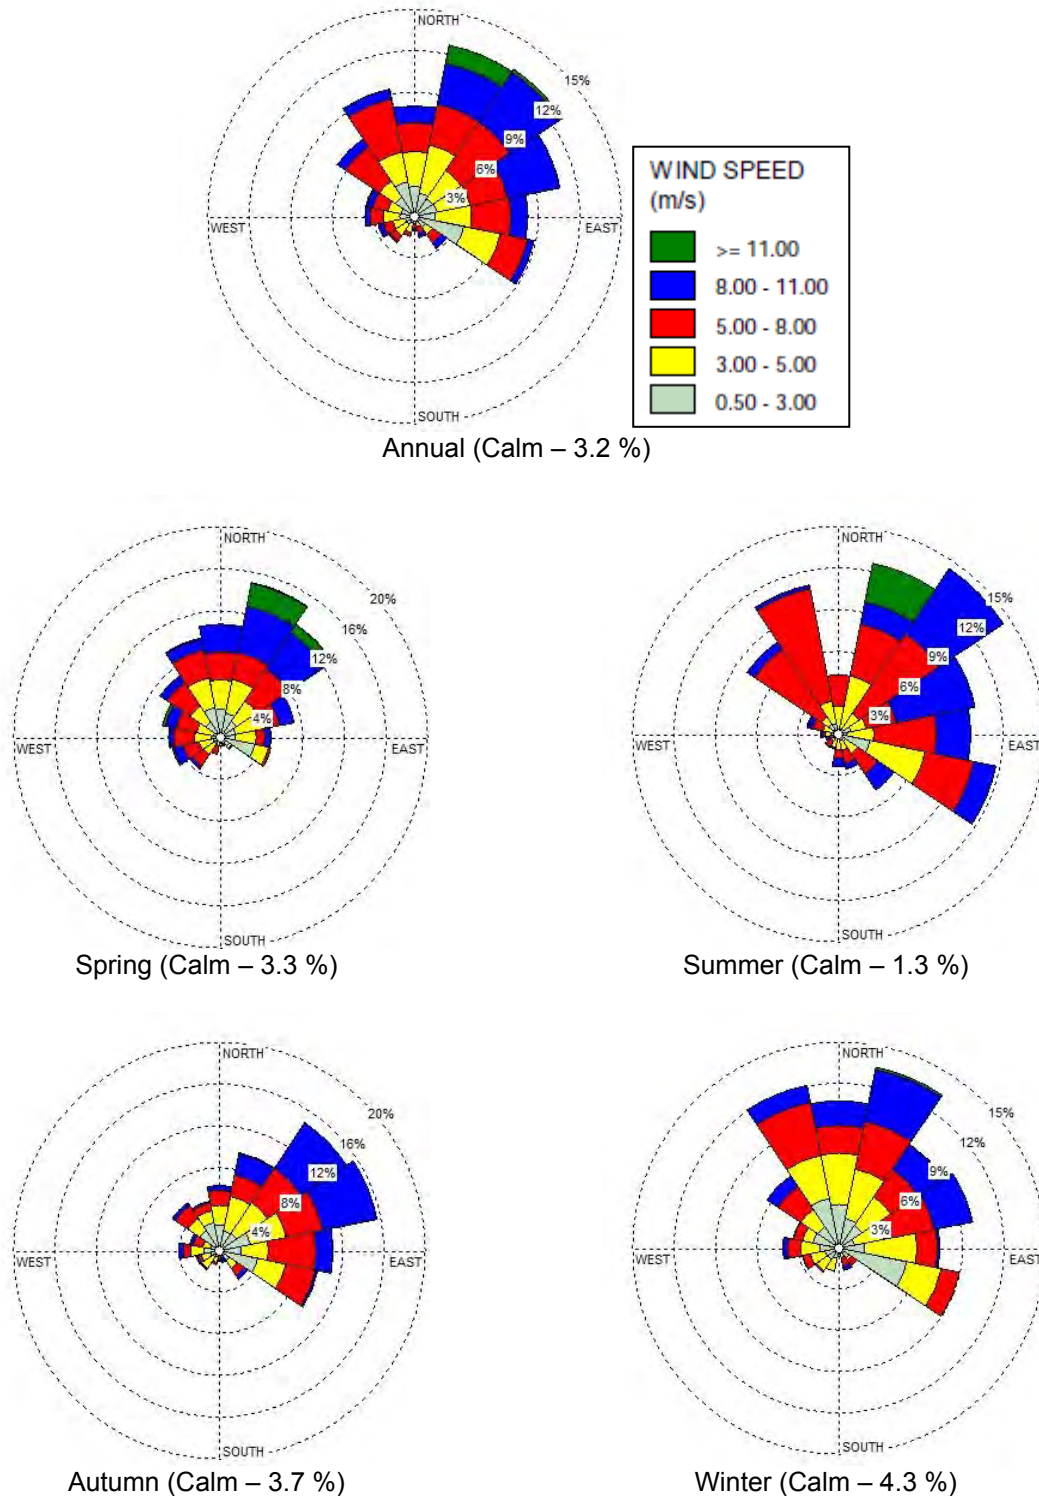 NORTH
15%
12%
9%
6%
3%
WEST
EAST
SOUTH
WIND SPEED
(m/s)
>= 11.00
8.00 - 11.00
5.00 - 8.00
3.00 - 5.00
0.50 - 3.00
Annual (Calm – 3.2 %)
NORTH
20%
16%
12%
8%
4%
WEST
EAST
SOUTH
Spring (Calm – 3.3 %)
NORTH
15%
12%
9%
6%
3%
WEST
EAST
SOUTH
Summer (Calm – 1.3 %)
NORTH
20%
16%
12%
8%
4%
WEST
EAST
SOUTH
Autumn (Calm – 3.7 %)
NORTH
15%
12%
9%
6%
3%
WEST
EAST
SOUTH
Winter (Calm – 4.3 %)